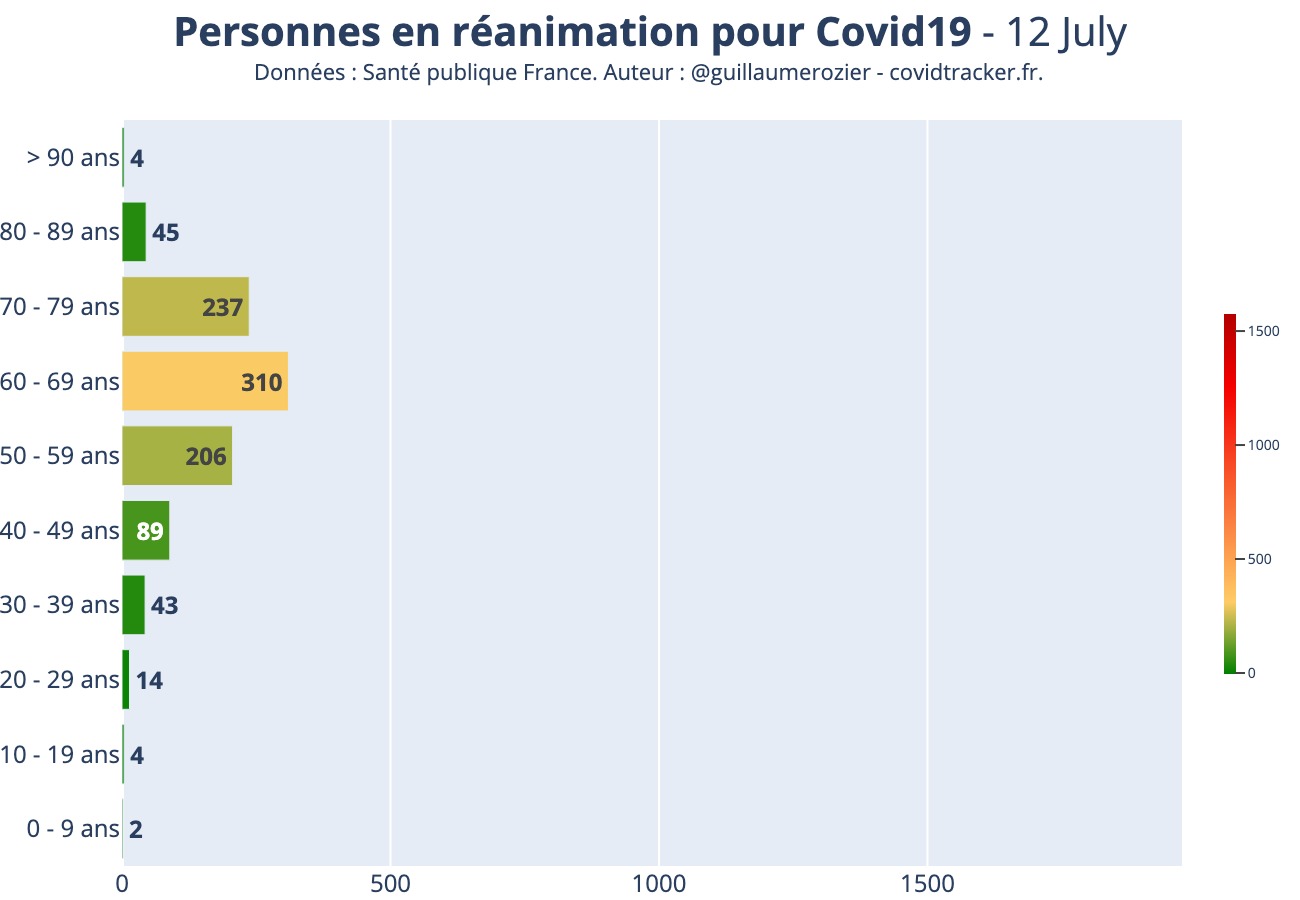 Personnes en réanimation pour Covid19 - 12 July
Données : Santé publique France. Auteur : @guillaumerozier - covidtracker.fr.
> 90 ans 4
80 - 89 ans 45
70 - 79 ans 237
60 - 69 ans 310
50 - 59 ans 206
40 - 49 ans 89
30 - 39 ans 43
20 - 29 ans 14
10 - 19 ans 4
0 - 9 ans 2
0 500 1000 1500
1500
1000
500
0